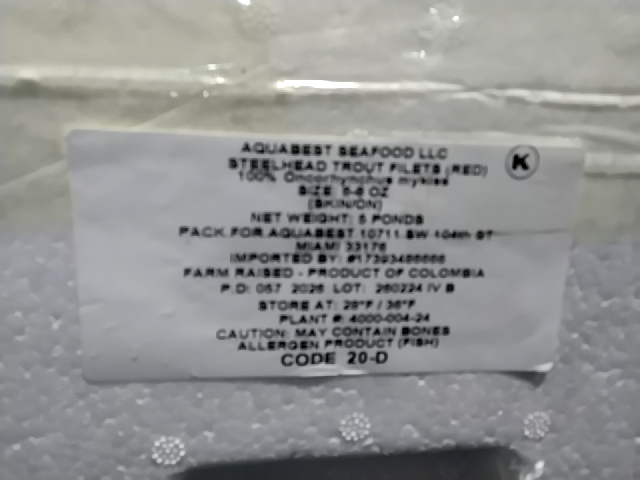 AQUABEST SEAFOOD LLC
STEELHEAD TROUT FILETS (RED)
K
100% Oncorhynchus mykiss
SIZE: 6-8 OZ
(SKIN/ON)
NET WEIGHT: 5 PONDS
PACK FOR AQUABEST 10711 SW 104th ST
MIAMI 33176
IMPORTED BY:
FARM RAISED - PRODUCT OF COLOMBIA
P.D: 057 2026 LOT: 260224 IV B
STORE AT: 28°F / 38°F
PLANT #: 4000-004-24
CAUTION: MAY CONTAIN BONES
ALLERGEN PRODUCT (FISH)
CODE 20-D